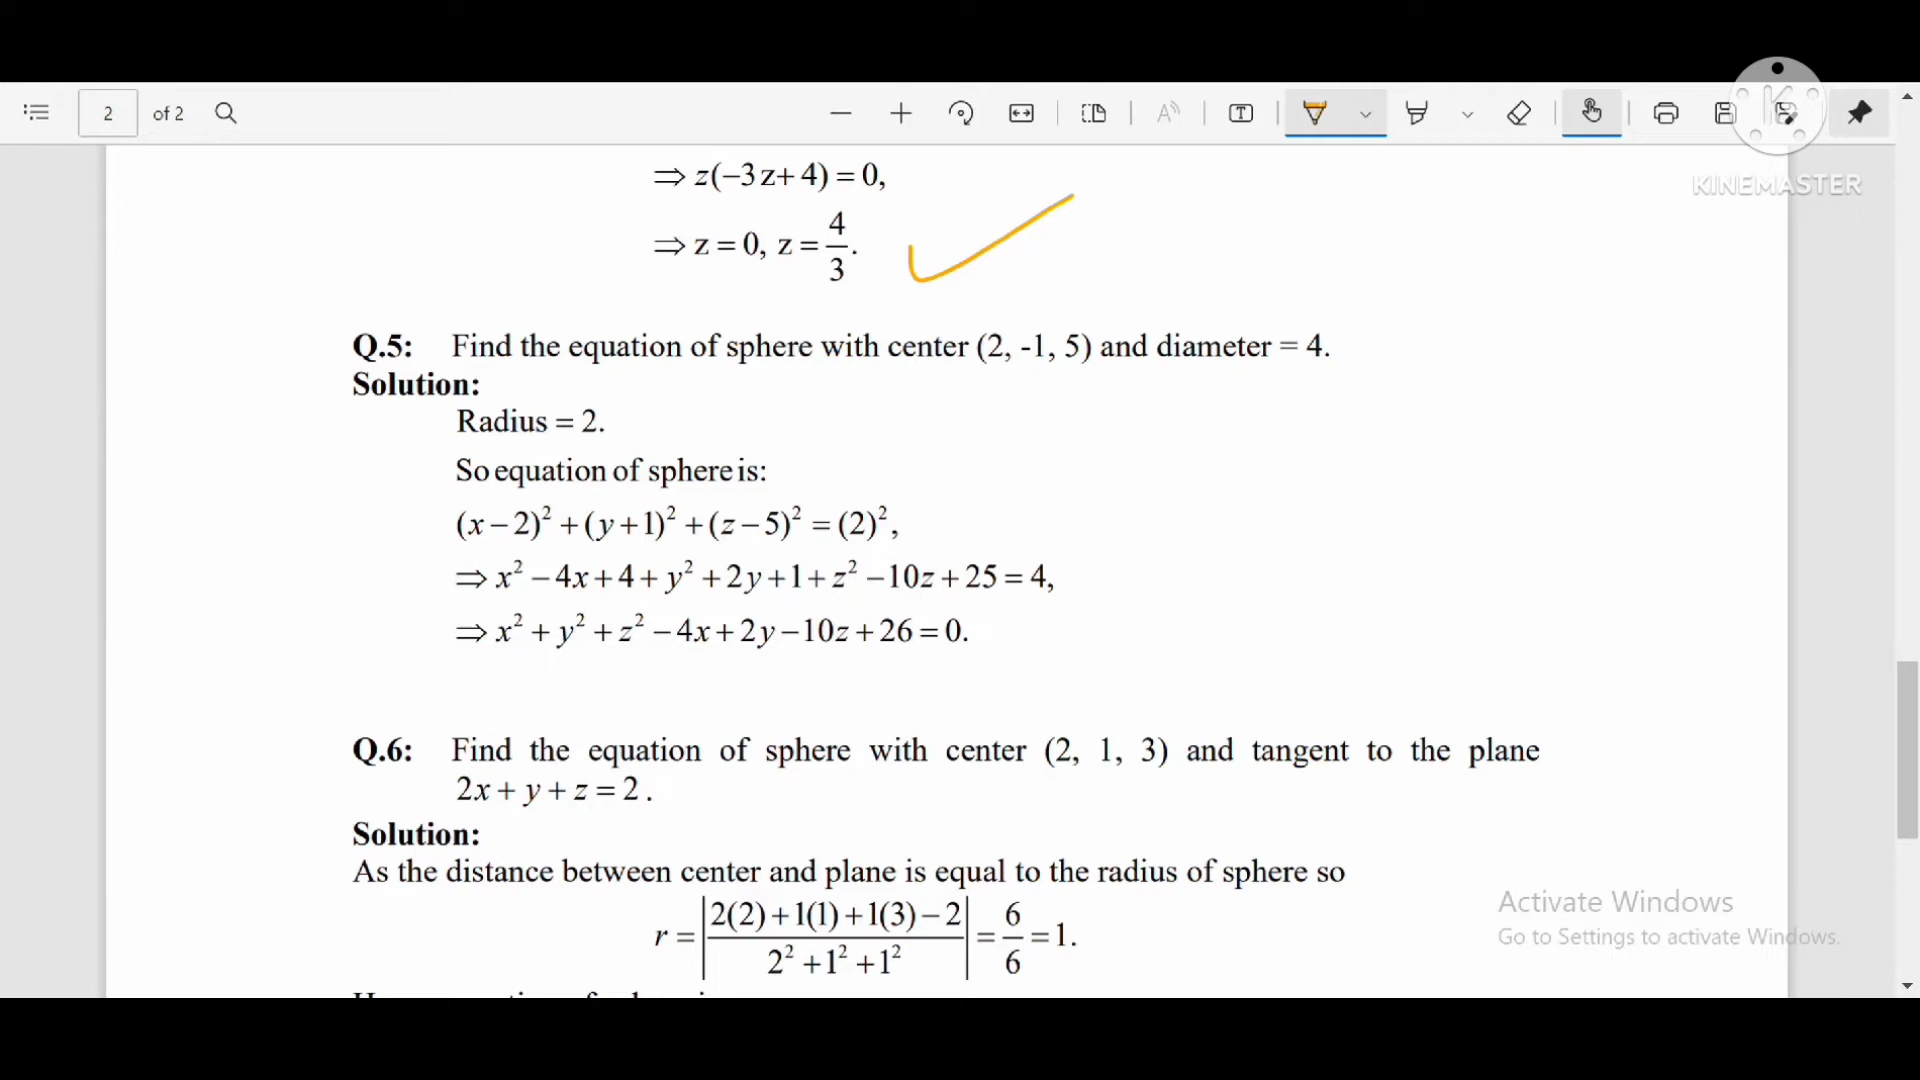 2 of 2
KINEMASTER
⇒ z(−3z+4) = 0,
⇒ z = 0, z = 4/3.
Q.5: Find the equation of sphere with center (2, -1, 5) and diameter = 4.
Solution:
Radius = 2.
So equation of sphere is:
(x−2)² + (y+1)² + (z−5)² = (2)²,
⇒ x² − 4x + 4 + y² + 2y + 1 + z² − 10z + 25 = 4,
⇒ x² + y² + z² − 4x + 2y − 10z + 26 = 0.
Q.6: Find the equation of sphere with center (2, 1, 3) and tangent to the plane
2x + y + z = 2.
Solution:
As the distance between center and plane is equal to the radius of sphere so
r = |2(2)+1(1)+1(3)−2 / 2² + 1² + 1²| = 6/6 = 1.
Activate Windows
Go to Settings to activate Windows.